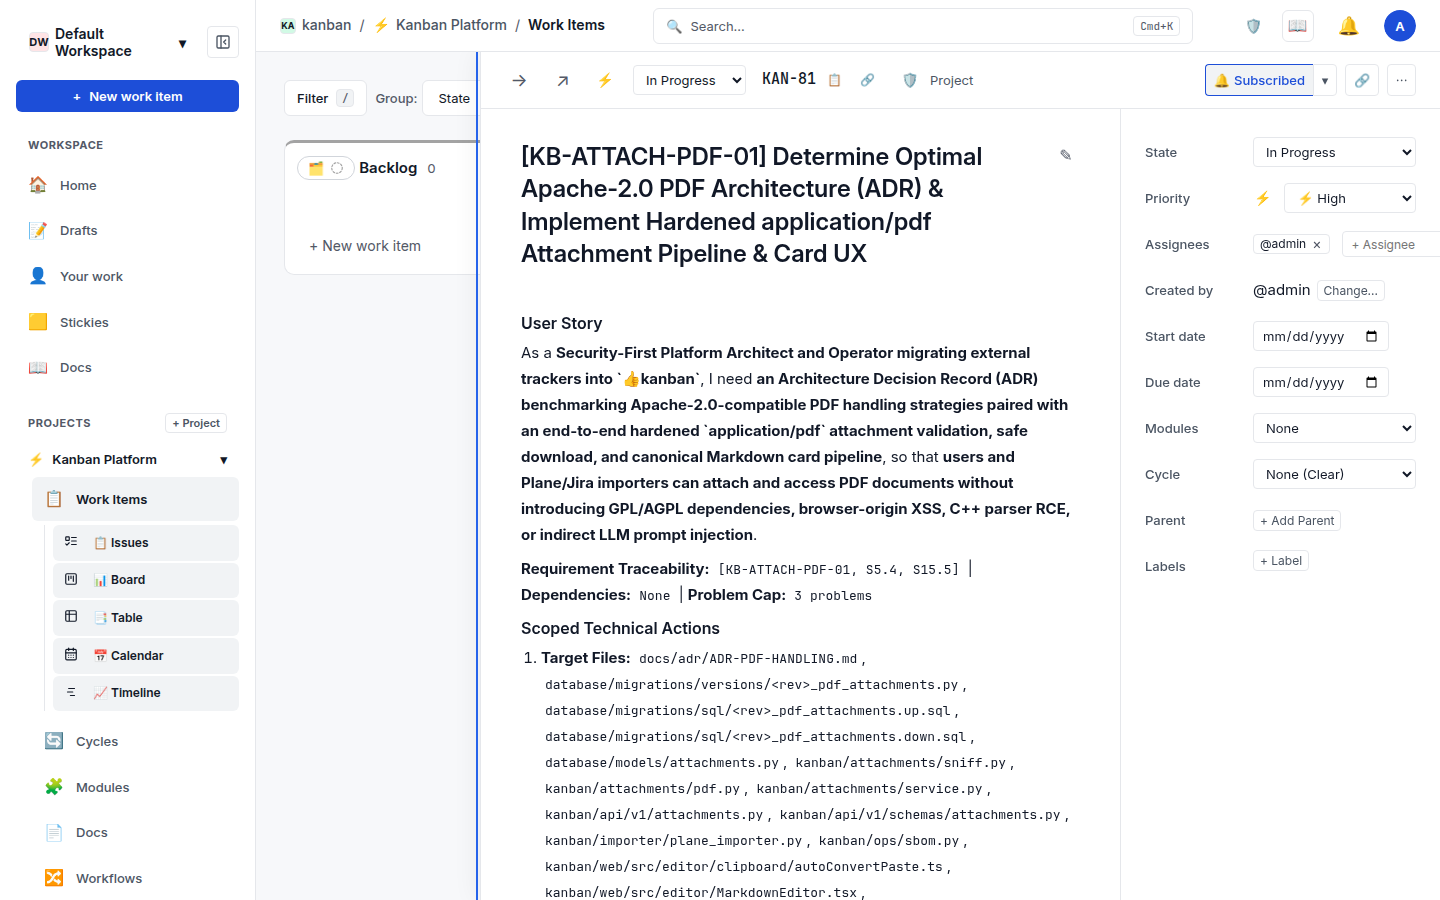 DW Default Workspace ▾
+ New work item
WORKSPACE
🏠 Home
📝 Drafts
👤 Your work
🟨 Stickies
📖 Docs
PROJECTS + Project
⚡ Kanban Platform ▾
📋 Work Items
📋 Issues
📊 Board
📑 Table
📅 Calendar
📈 Timeline
🔄 Cycles
🧩 Modules
📄 Docs
🔀 Workflows
KA kanban / ⚡ Kanban Platform / Work Items
🔍 Search... Cmd+K
A
Filter / Group: State
Backlog 0
+ New work item
→ ↗ ⚡ In Progress KAN-81 📋 🔗 🛡️ Project
🔔 Subscribed ▾ 🔗 ...
[KB-ATTACH-PDF-01] Determine Optimal
Apache-2.0 PDF Architecture (ADR) &
Implement Hardened application/pdf
Attachment Pipeline & Card UX
User Story
As a Security-First Platform Architect and Operator migrating external
trackers into `👍kanban`, I need an Architecture Decision Record (ADR)
benchmarking Apache-2.0-compatible PDF handling strategies paired with
an end-to-end hardened `application/pdf` attachment validation, safe
download, and canonical Markdown card pipeline, so that users and
Plane/Jira importers can attach and access PDF documents without
introducing GPL/AGPL dependencies, browser-origin XSS, C++ parser RCE,
or indirect LLM prompt injection.
Requirement Traceability: [KB-ATTACH-PDF-01, S5.4, S15.5] |
Dependencies: None | Problem Cap: 3 problems
Scoped Technical Actions
1. Target Files: docs/adr/ADR-PDF-HANDLING.md,
database/migrations/versions/<rev>_pdf_attachments.py,
database/migrations/sql/<rev>_pdf_attachments.up.sql,
database/migrations/sql/<rev>_pdf_attachments.down.sql,
database/models/attachments.py, kanban/attachments/sniff.py,
kanban/attachments/pdf.py, kanban/attachments/service.py,
kanban/api/v1/attachments.py, kanban/api/v1/schemas/attachments.py,
kanban/importer/plane_importer.py, kanban/ops/sbom.py,
kanban/web/src/editor/clipboard/autoConvertPaste.ts,
kanban/web/src/editor/MarkdownEditor.tsx,
State In Progress
Priority ⚡ ⚡ High
Assignees @admin × + Assignee
Created by @admin Change...
Start date mm/dd/yyyy
Due date mm/dd/yyyy
Modules None
Cycle None (Clear)
Parent + Add Parent
Labels + Label